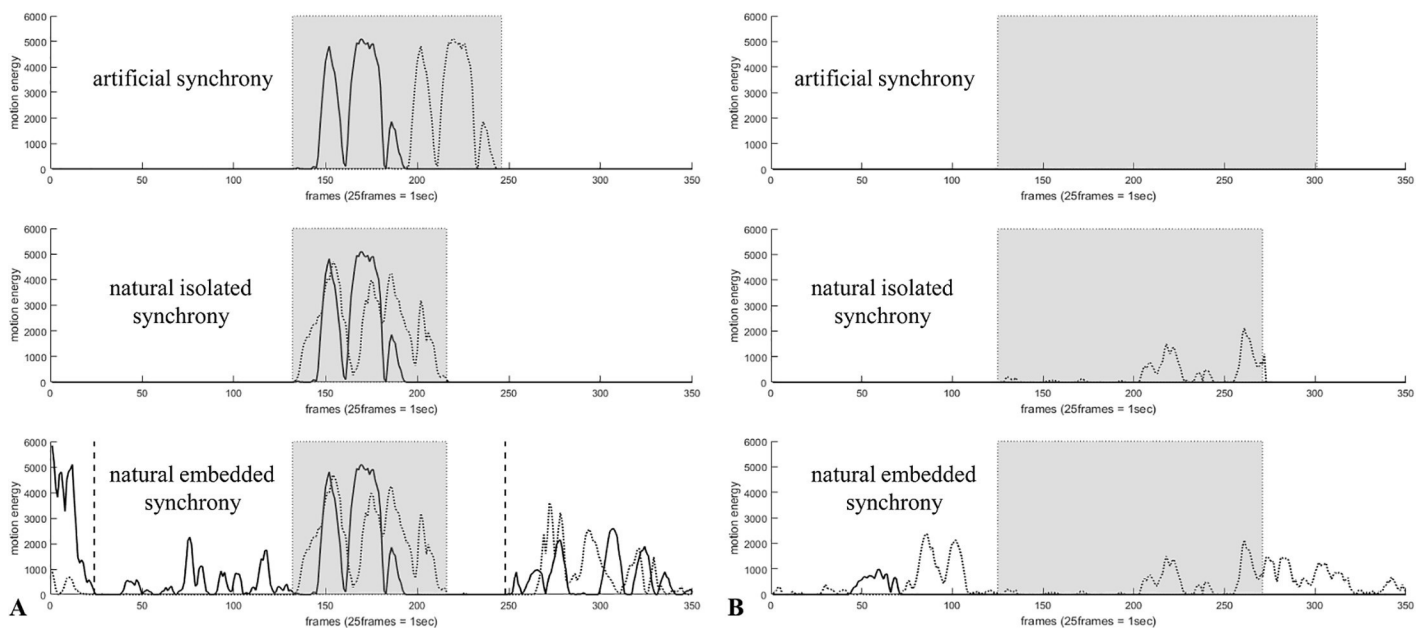 6000
5000
4000
3000
2000
1000
0
motion energy
artificial synchrony
0 50 100 150 200 250 300 350
frames (25frames = 1sec)
6000
5000
4000
3000
2000
1000
0
motion energy
natural isolated
synchrony
0 50 100 150 200 250 300 350
frames (25frames = 1sec)
6000
5000
4000
3000
2000
1000
0
motion energy
natural embedded
synchrony
0 50 100 150 200 250 300 350
frames (25frames = 1sec)
A
6000
5000
4000
3000
2000
1000
0
motion energy
artificial synchrony
0 50 100 150 200 250 300 350
frames (25frames = 1sec)
6000
5000
4000
3000
2000
1000
0
motion energy
natural isolated
synchrony
0 50 100 150 200 250 300 350
frames (25frames = 1sec)
6000
5000
4000
3000
2000
1000
0
motion energy
natural embedded
synchrony
0 50 100 150 200 250 300 350
frames (25frames = 1sec)
B